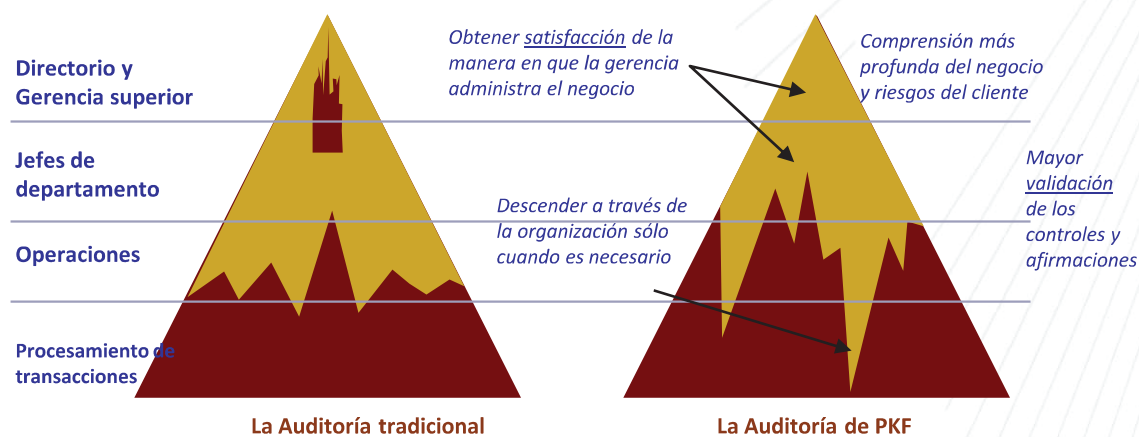 Directorio y
Gerencia superior
Jefes de
departamento
Operaciones
Procesamiento de
transacciones
Obtener satisfacción de la
manera en que la gerencia
administra el negocio
Comprensión más
profunda del negocio
y riesgos del cliente
Descender a través de
la organización sólo
cuando es necesario
Mayor
validación
de los
controles y
afirmaciones
La Auditoría tradicional
La Auditoría de PKF